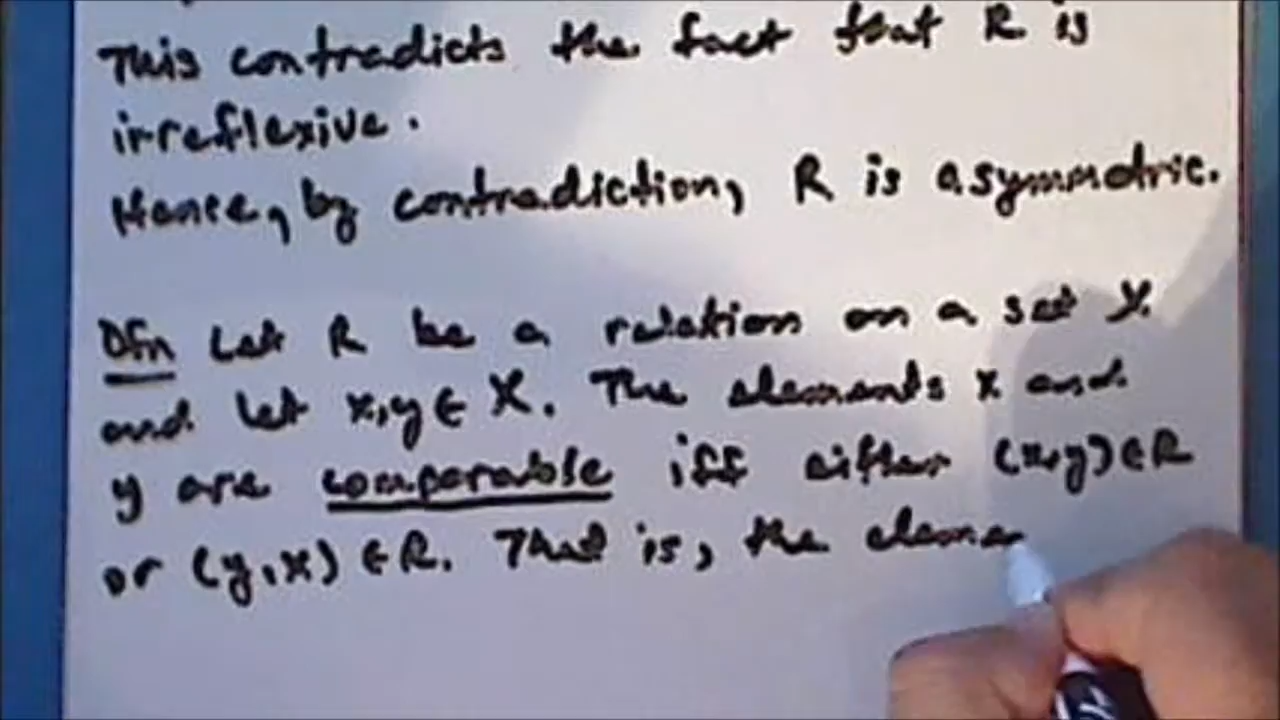 This contradicts the fact that R is
irreflexive.
Hence, by contradiction, R is asymmetric.
Dfn Let R be a relation on a set X
and let x,y ∈ X. The elements x and
y are comparable iff either (x,y) ∈ R
or (y,x) ∈ R. That is, the eleme